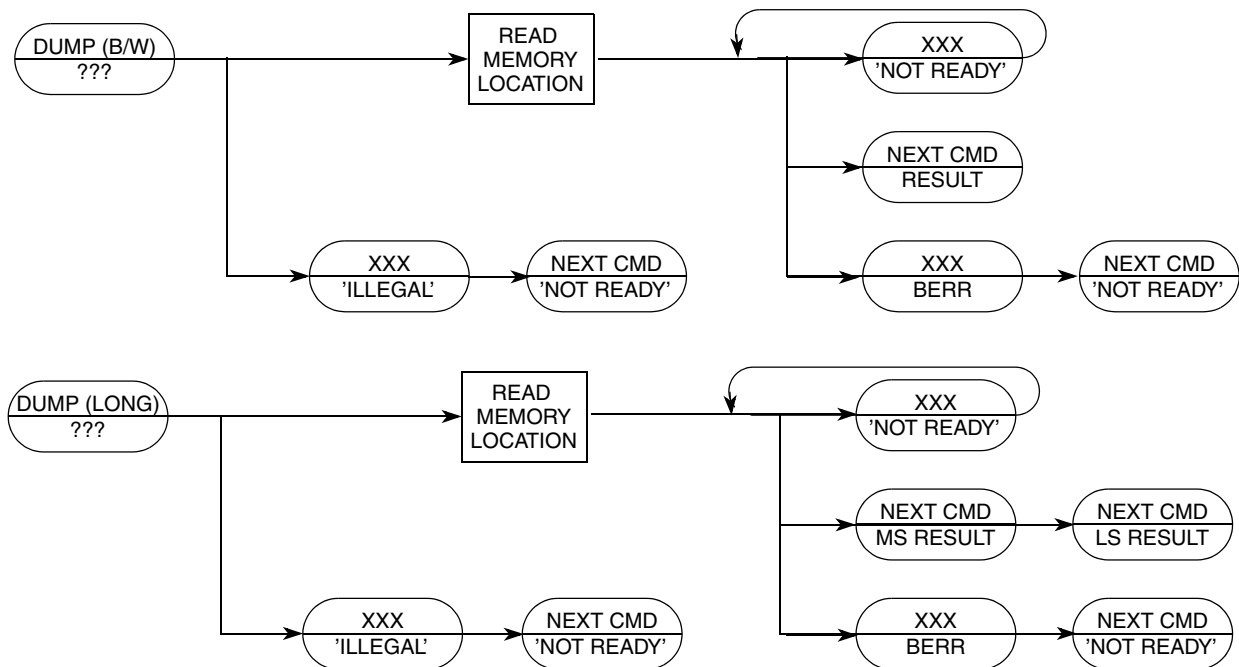 DUMP (B/W)
???
READ
MEMORY
LOCATION
XXX
'NOT READY'
NEXT CMD
RESULT
XXX
'ILLEGAL'
NEXT CMD
'NOT READY'
XXX
BERR
NEXT CMD
'NOT READY'
DUMP (LONG)
???
READ
MEMORY
LOCATION
XXX
'NOT READY'
NEXT CMD
MS RESULT
NEXT CMD
LS RESULT
XXX
'ILLEGAL'
NEXT CMD
'NOT READY'
XXX
BERR
NEXT CMD
'NOT READY'